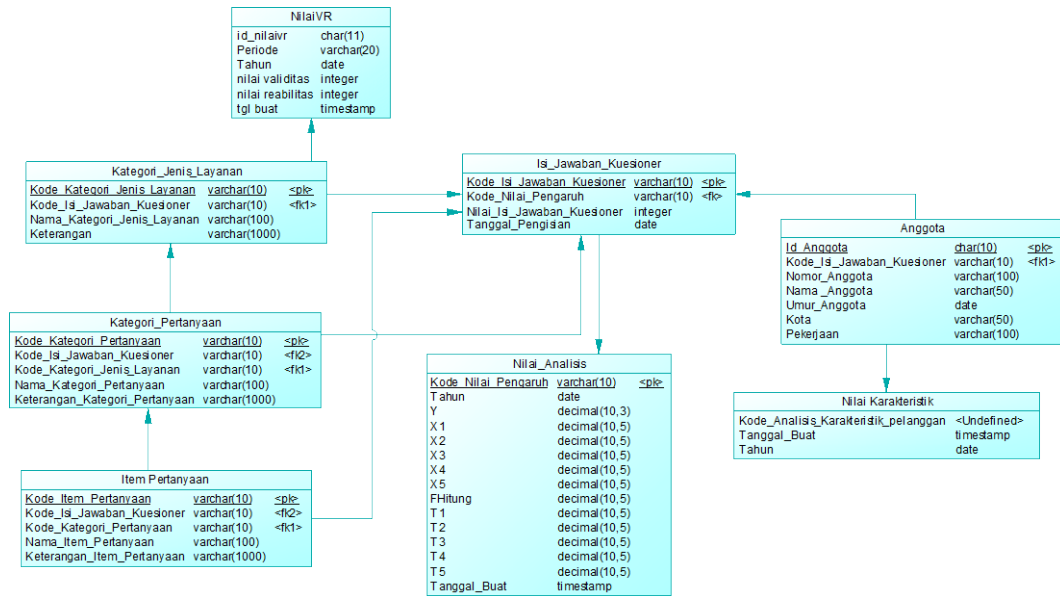 NilaiVR
id_nilaivr char(11)
Periode varchar(20)
Tahun date
nilai validitas integer
nilai reabilitas integer
tgl buat timestamp
Kategori_Jenis_Layanan
Kode_Kategori_Jenis_Layanan varchar(10) <pk>
Kode_Isi_Jawaban_Kuesioner varchar(10) <fk1>
Nama_Kategori_Jenis_Layanan varchar(100)
Keterangan varchar(1000)
Isi_Jawaban_Kuesioner
Kode_Isi_Jawaban_Kuesioner varchar(10) <pk>
Kode_Nilai_Pengaruh varchar(10) <fk>
Nilai_Isi_Jawaban_Kuesioner integer
Tanggal_Pengisian date
Anggota
Id_Anggota char(10) <pk>
Kode_Isi_Jawaban_Kuesioner varchar(10) <fk1>
Nomor_Anggota varchar(100)
Nama _Anggota varchar(50)
Umur_Anggota date
Kota varchar(50)
Pekerjaan varchar(100)
Kategori_Pertanyaan
Kode_Kategori_Pertanyaan varchar(10) <pk>
Kode_Isi_Jawaban_Kuesioner varchar(10) <fk2>
Kode_Kategori_Jenis_Layanan varchar(10) <fk1>
Nama_Kategori_Pertanyaan varchar(100)
Keterangan_Kategori_Pertanyaan varchar(1000)
Nilai_Analisis
Kode_Nilai_Pengaruh varchar(10) <pk>
Tahun date
Y decimal(10,3)
X1 decimal(10,5)
X2 decimal(10,5)
X3 decimal(10,5)
X4 decimal(10,5)
X5 decimal(10,5)
FHitung decimal(10,5)
T1 decimal(10,5)
T2 decimal(10,5)
T3 decimal(10,5)
T4 decimal(10,5)
T5 decimal(10,5)
Tanggal_Buat timestamp
Nilai Karakteristik
Kode_Analisis_Karakteristik_pelanggan <Undefined>
Tanggal_Buat timestamp
Tahun date
Item Pertanyaan
Kode_Item_Pertanyaan varchar(10) <pk>
Kode_Isi_Jawaban_Kuesioner varchar(10) <fk2>
Kode_Kategori_Pertanyaan varchar(10) <fk1>
Nama_Item_Pertanyaan varchar(100)
Keterangan_Item_Pertanyaan varchar(1000)